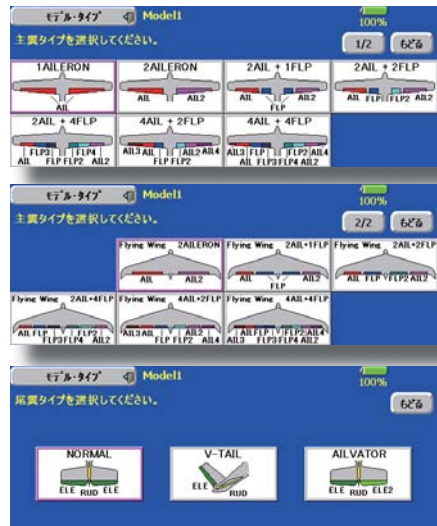 モデル・タイプ Model1 100%
主翼タイプを選択してください。 1/2 もどる
1AILERON 2AILERON 2AIL + 1FLP 2AIL + 2FLP
AIL AIL AIL2 AIL FLP AIL2 AIL FLP FLP2 AIL2
2AIL + 4FLP 4AIL + 2FLP 4AIL + 4FLP
FLP3 FLP4 AIL3 AIL AIL2 AIL4 AIL3 FLP FLP2 AIL4
AIL FLP FLP2 AIL2 FLP FLP2 AIL FLP3 FLP4 AIL2
モデル・タイプ Model1 100%
主翼タイプを選択してください。 2/2 もどる
Flying Wing 2AILERON Flying Wing 2AIL+1FLP Flying Wing 2AIL+2FLP
AIL AIL2 AIL FLP AIL2 AIL FLP FLP2 AIL2
Flying Wing 2AIL+4FLP Flying Wing 4AIL+2FLP Flying Wing 4AIL+4FLP
AIL FLP FLP2 AIL3 AIL AIL2 AIL4 AIL FLP FLP2 AIL2
FLP3 FLP4 AIL2 FLP FLP2 AIL3 FLP3 FLP4 AIL4
モデル・タイプ Model1 100%
尾翼タイプを選択してください。 もどる
NORMAL V-TAIL AILVATOR
ELE RUD ELE ELE RUD ELE RUD ELE2